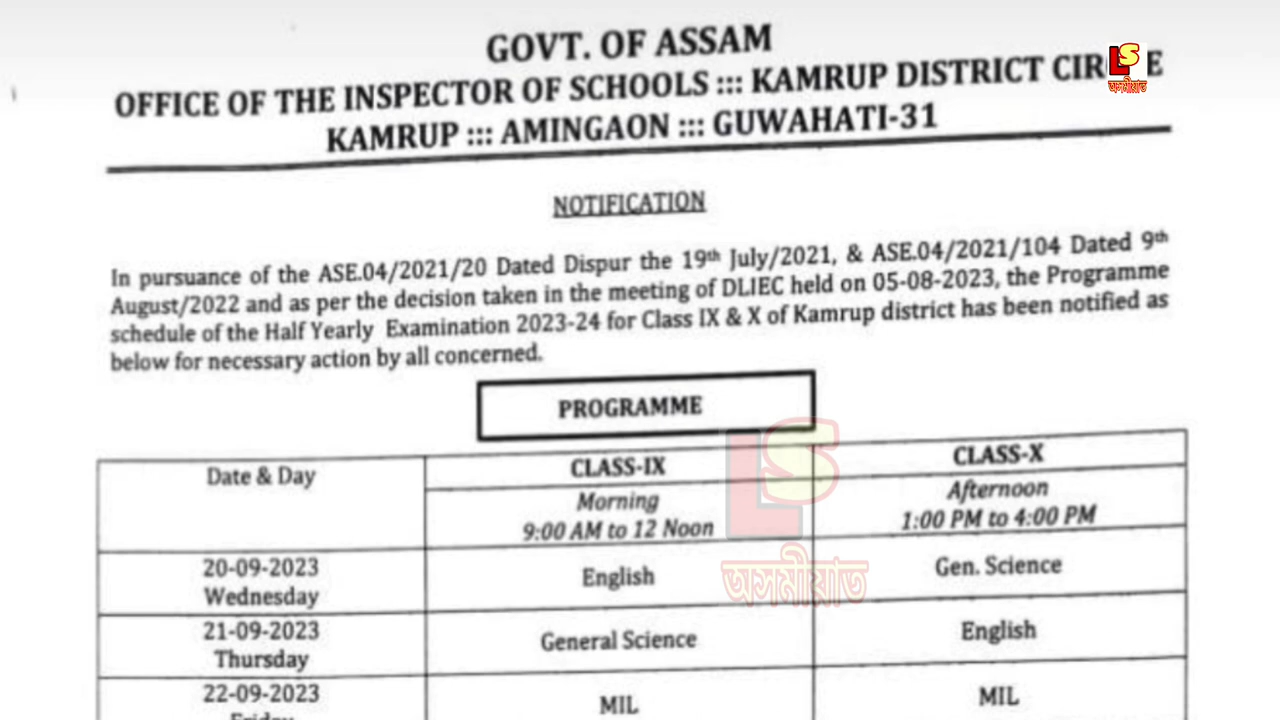 GOVT. OF ASSAM
OFFICE OF THE INSPECTOR OF SCHOOLS ::: KAMRUP DISTRICT CIR E
KAMRUP ::: AMINGAON ::: GUWAHATI-31
LS
অসমীয়াত
NOTIFICATION
In pursuance of the ASE.04/2021/20 Dated Dispur the 19th July/2021, & ASE.04/2021/104 Dated 9th
August/2022 and as per the decision taken in the meeting of DLIEC held on 05-08-2023, the Programme
schedule of the Half Yearly Examination 2023-24 for Class IX & X of Kamrup district has been notified as
below for necessary action by all concerned.
PROGRAMME
Date & Day
CLASS-IX
CLASS-X
Morning
9:00 AM to 12 Noon
Afternoon
1:00 PM to 4:00 PM
20-09-2023
Wednesday
English
Gen. Science
21-09-2023
Thursday
General Science
English
22-09-2023
Friday
MIL
MIL
LS
অসমীয়াত